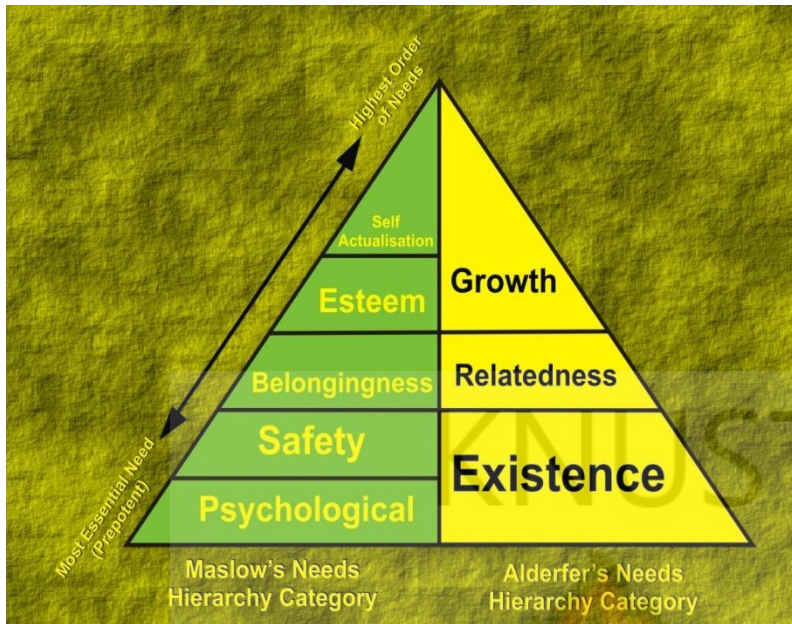 Highest Order
of Needs
Self
Actualisation
Esteem
Growth
Belongingness
Relatedness
Safety
Existence
Psychological
Most Essential Need
(Prepotent)
KNUST
Maslow's Needs
Hierarchy Category
Alderfer's Needs
Hierarchy Category